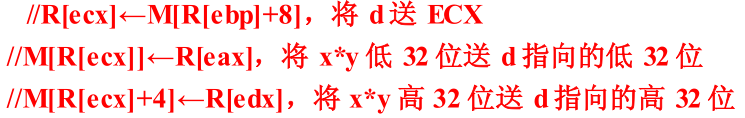 //R[ecx]←M[R[ebp]+8]，将 d 送 ECX
//M[R[ecx]]←R[eax]，将 x*y 低 32 位送 d 指向的低 32 位
//M[R[ecx]+4]←R[edx]，将 x*y 高 32 位送 d 指向的高 32 位